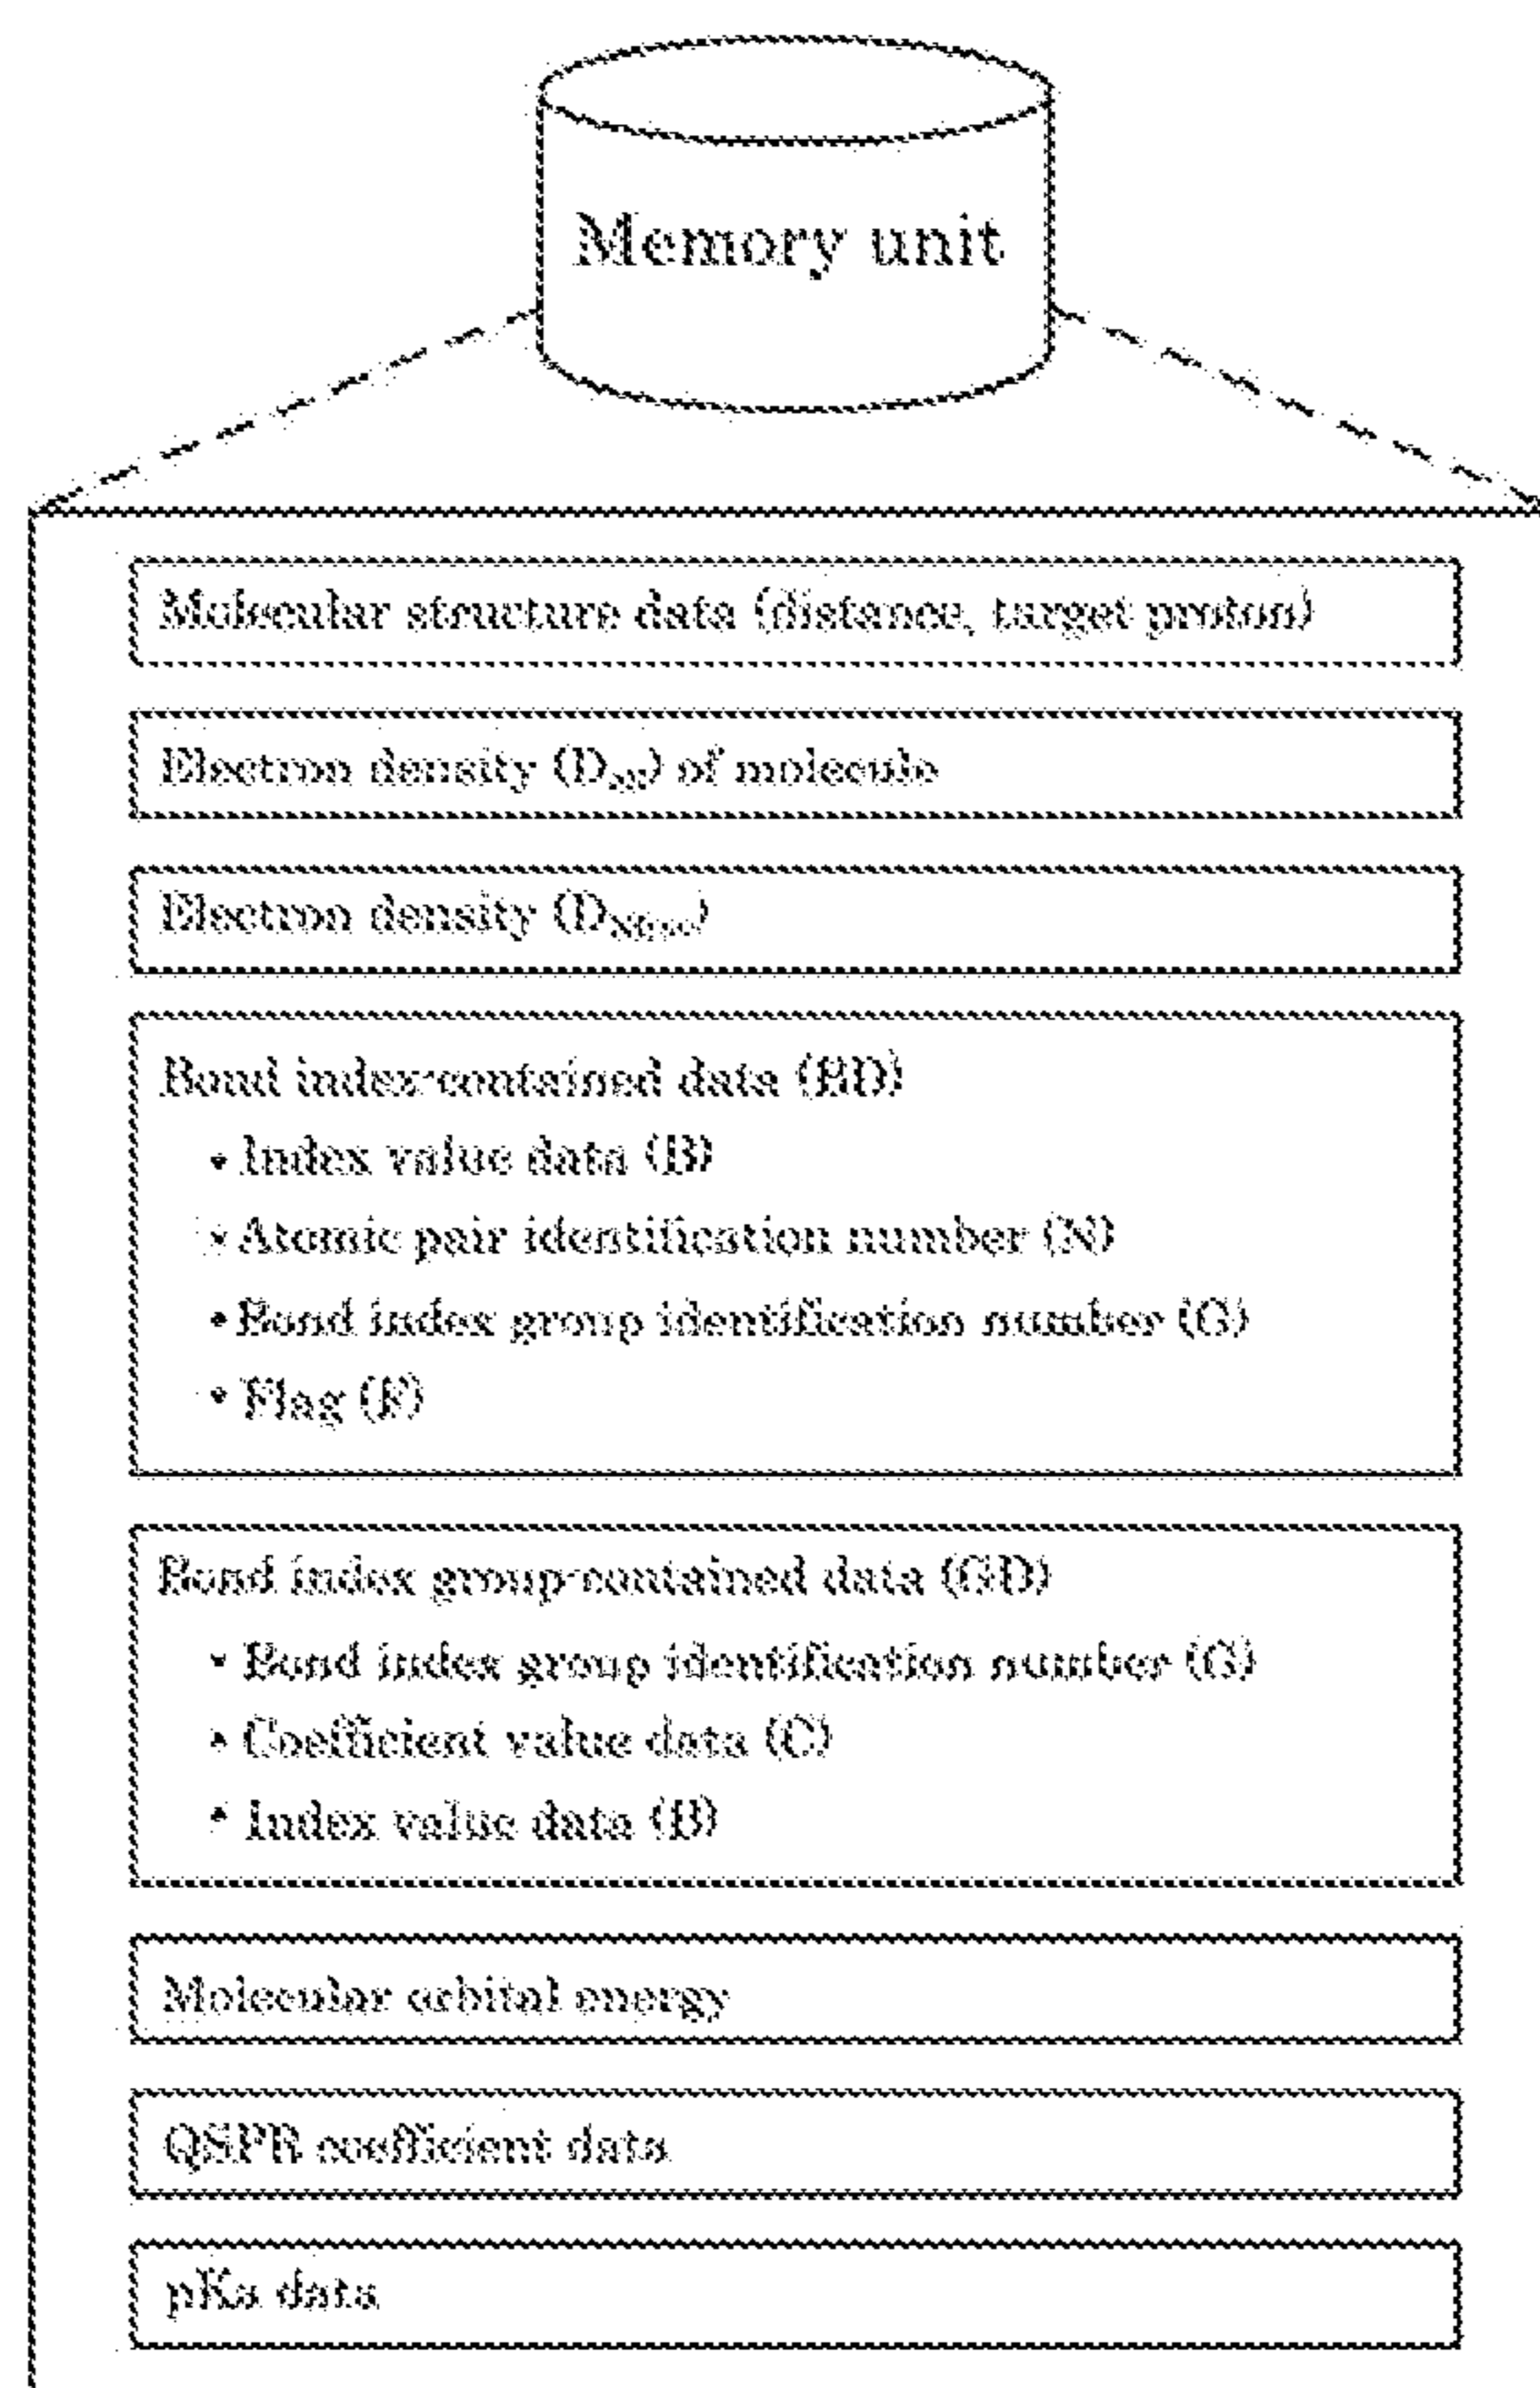 Memory unit
Molecular structure data (distance, target proton)
Electron density (D) of molecule
Electron density (D)
Bond index-contained data (BD)
• Index value data (B)
• Atomic pair identification number (N)
• Bond index group identification number (G)
• Flag (F)
Bond index group-contained data (GD)
• Bond index group identification number (G)
• Coefficient value data (C)
• Index value data (B)
Molecular orbital energy
QSPR coefficient data
pKa data